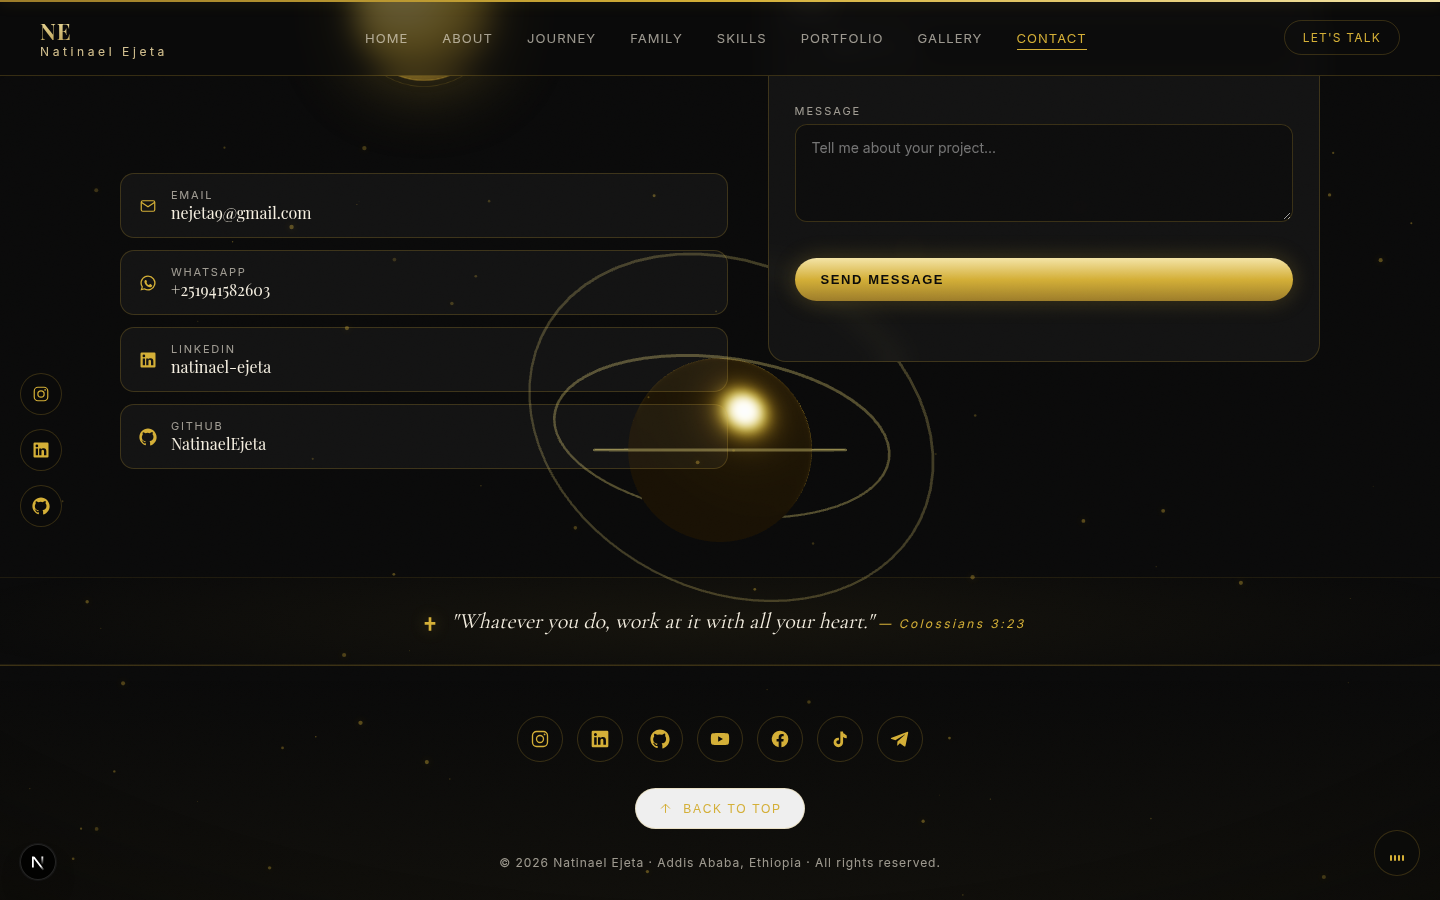 NE
Natinael Ejeta
HOME ABOUT JOURNEY FAMILY SKILLS PORTFOLIO GALLERY CONTACT
LET'S TALK
EMAIL
nejeta9@gmail.com
WHATSAPP
+251941582603
LINKEDIN
natinael-ejeta
GITHUB
NatinaelEjeta
MESSAGE
Tell me about your project...
SEND MESSAGE
"Whatever you do, work at it with all your heart." — Colossians 3:23
BACK TO TOP
© 2026 Natinael Ejeta · Addis Ababa, Ethiopia · All rights reserved.